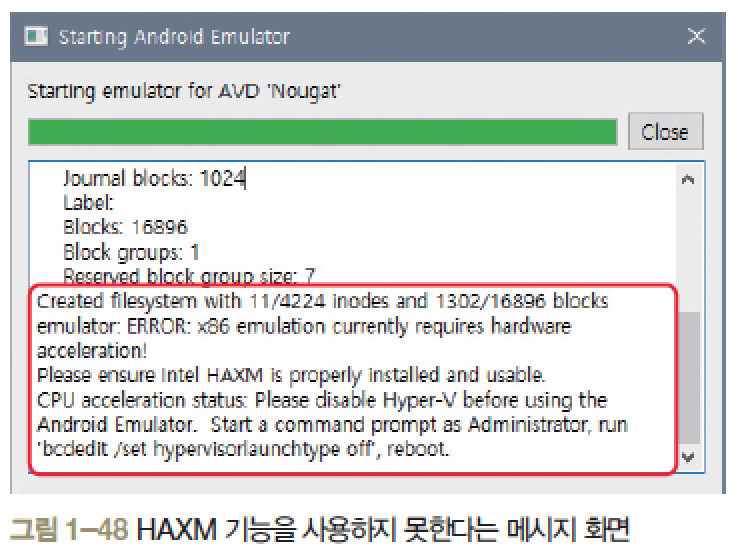 Starting Android Emulator
Starting emulator for AVD 'Nougat'
Close
Journal blocks: 1024
Label:
Blocks: 16896
Block groups: 1
Reserved block group size: 7
Created filesystem with 11/4224 inodes and 1302/16896 blocks
emulator: ERROR: x86 emulation currently requires hardware
acceleration!
Please ensure Intel HAXM is properly installed and usable.
CPU acceleration status: Please disable Hyper-V before using the
Android Emulator.  Start a command prompt as Administrator, run
'bcdedit /set hypervisorlaunchtype off', reboot.
그림 1-48 HAXM 기능을 사용하지 못한다는 메시지 화면